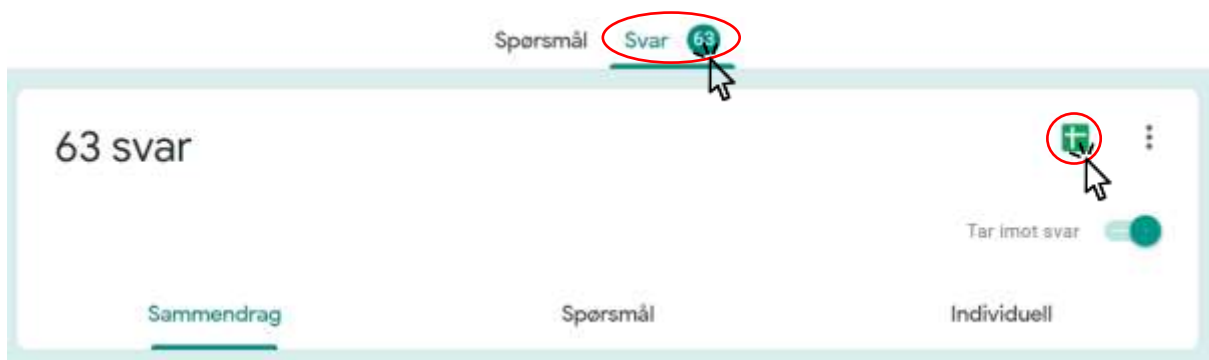 Spørsmål Svar 63
63 svar
Tar imot svar
Sammendrag Spørsmål Individuell